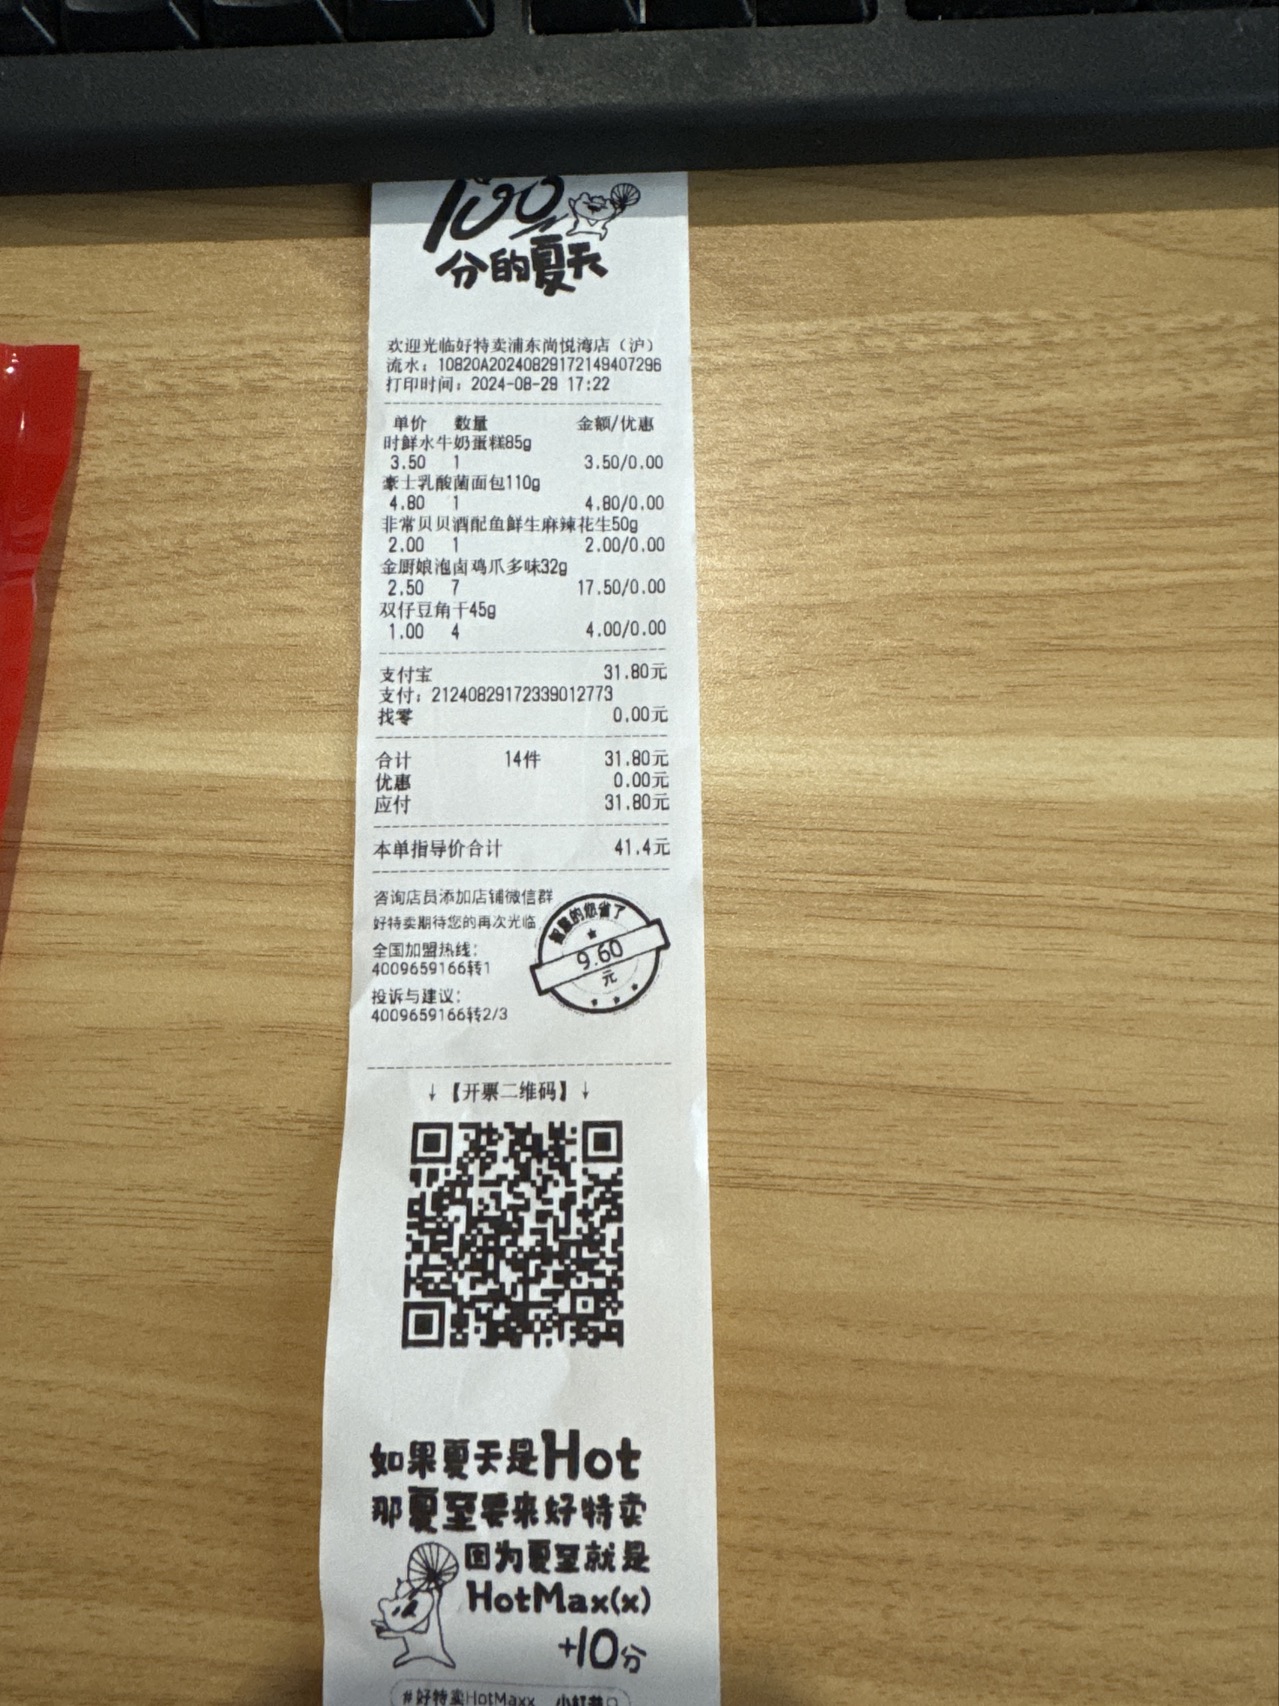 100
分的夏天
欢迎光临好特卖浦东尚悦湾店（沪）
流水：10820A20240829172149407296
打印时间：2024-08-29 17:22
单价 数量 金额/优惠
时鲜水牛奶蛋糕85g
3.50 1 3.50/0.00
豪士乳酸菌面包110g
4.80 1 4.80/0.00
非常贝贝酒配鱼鲜生麻辣花生50g
2.00 1 2.00/0.00
金厨娘泡卤鸡爪多味32g
2.50 7 17.50/0.00
双仔豆角干45g
1.00 4 4.00/0.00
支付宝 31.80元
支付：21240829172339012773
找零 0.00元
合计 14件 31.80元
优惠 0.00元
应付 31.80元
本单指导价合计 41.4元
咨询店员添加店铺微信群
好特卖期待您的再次光临
全国加盟热线：
4009659166转1
投诉与建议：
4009659166转2/3
的您省了
9.60
元
↓【开票二维码】↓
如果夏天是Hot
那夏至要来好特卖
因为夏至就是
HotMax(x)
+10分
#好特卖HotMaxx 小红书